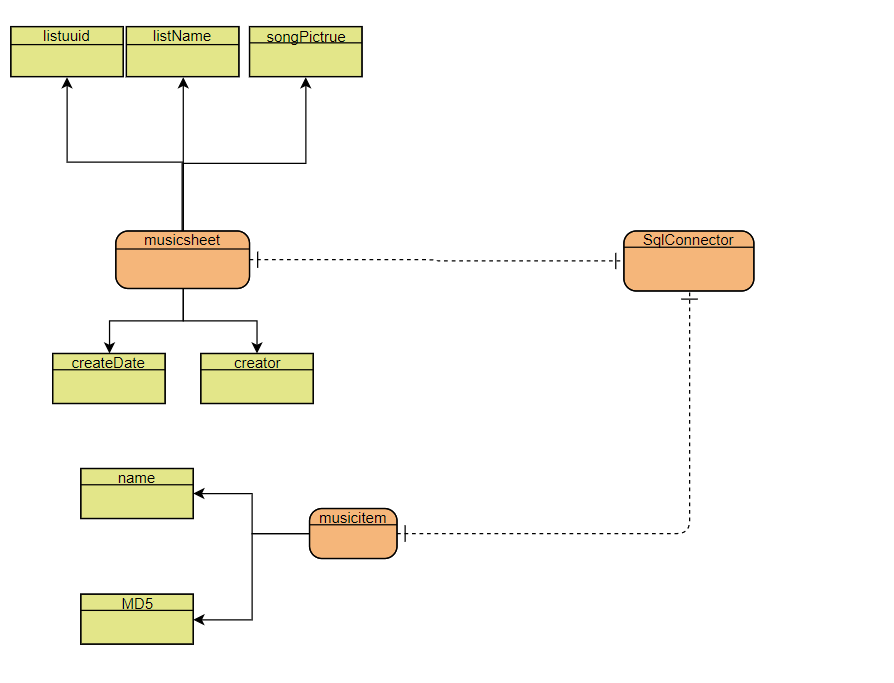 listuuid
listName
songPictrue
musicsheet
SqlConnector
createDate
creator
name
musicitem
MD5